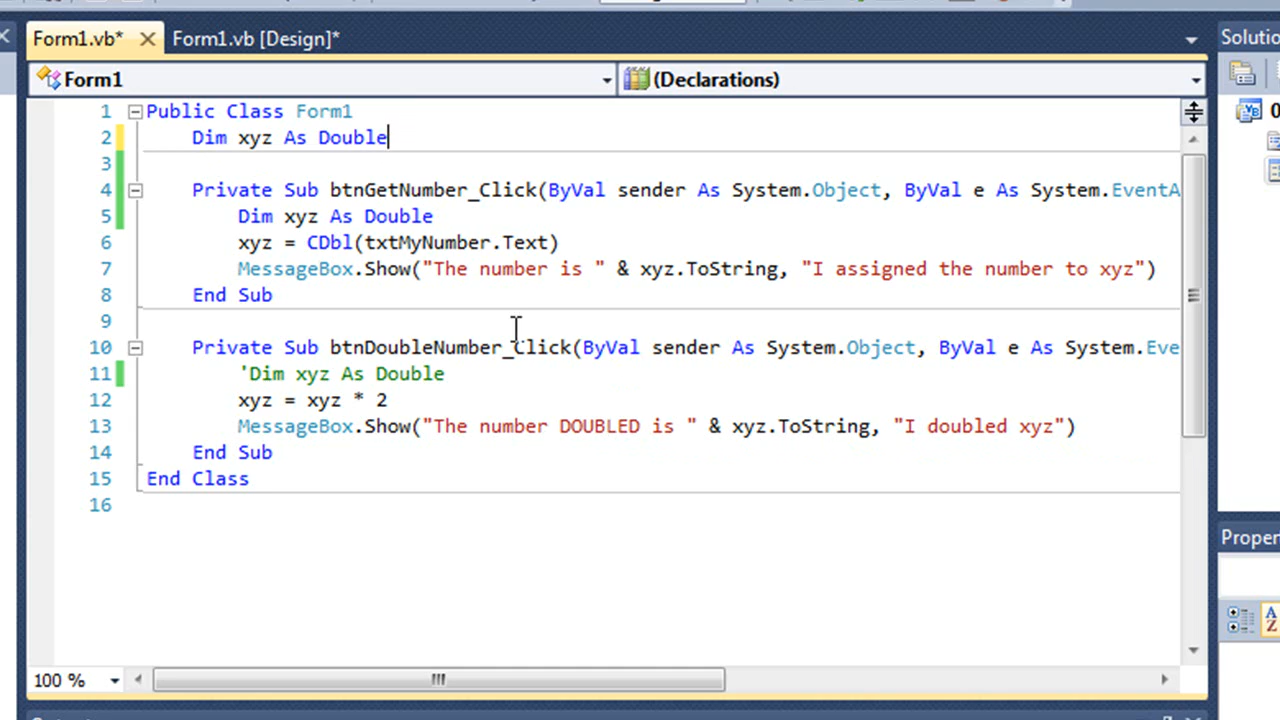 Form1.vb* Form1.vb [Design]* Solutio
Form1 (Declarations)
1 Public Class Form1
2 Dim xyz As Double
3
4 Private Sub btnGetNumber_Click(ByVal sender As System.Object, ByVal e As System.EventA
5 Dim xyz As Double
6 xyz = CDbl(txtMyNumber.Text)
7 MessageBox.Show("The number is " & xyz.ToString, "I assigned the number to xyz")
8 End Sub
9
10 Private Sub btnDoubleNumber_Click(ByVal sender As System.Object, ByVal e As System.Eve
11 'Dim xyz As Double
12 xyz = xyz * 2
13 MessageBox.Show("The number DOUBLED is " & xyz.ToString, "I doubled xyz")
14 End Sub
15 End Class
16
Proper
100 %